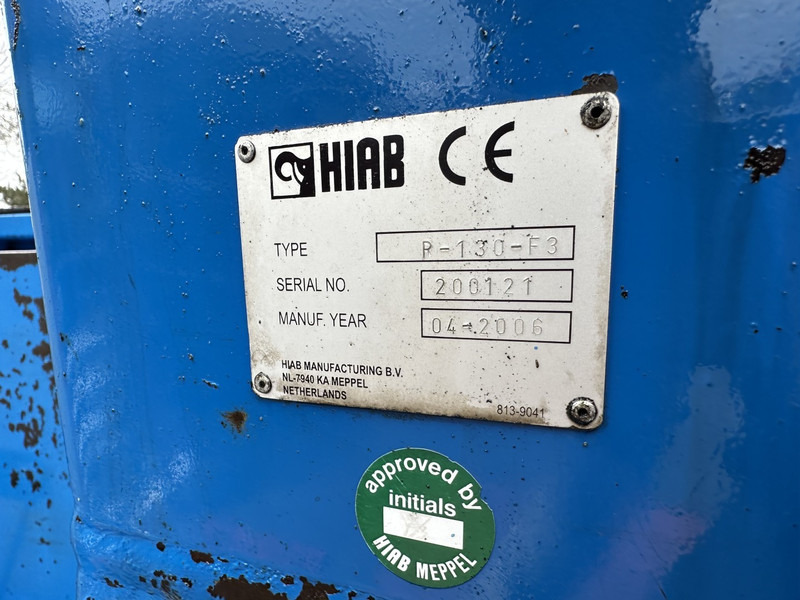 HIAB CE
TYPE R-130-F3
SERIAL NO. 200121
MANUF. YEAR 04-2006
HIAB MANUFACTURING B.V.
NL-7940 KA MEPPEL
NETHERLANDS
813-9041
approved by
initials
HIAB MEPPEL